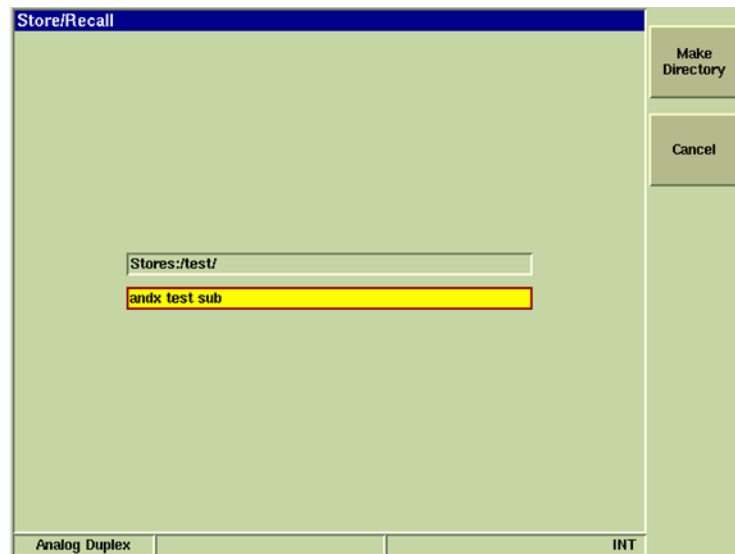 Store/Recall
Make
Directory
Cancel
Stores:/test/
andx test sub
Analog Duplex
INT